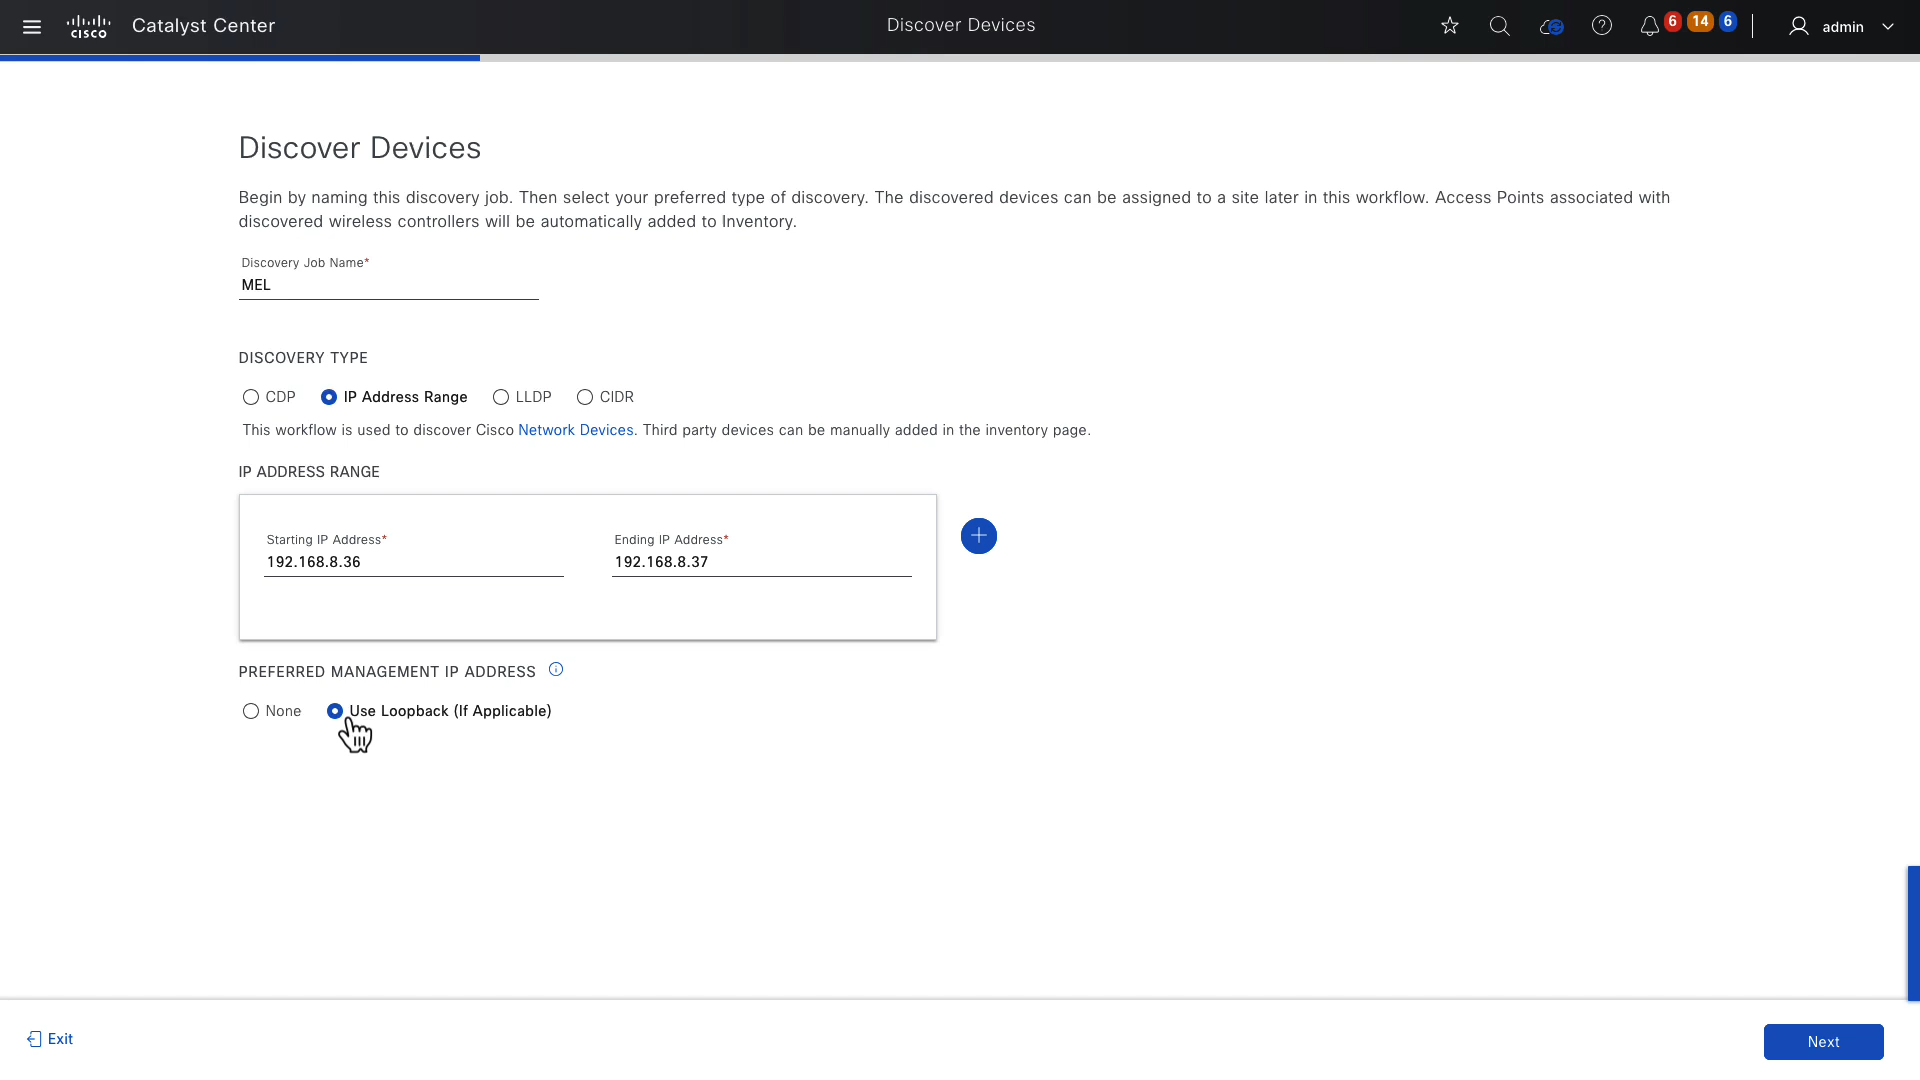 cisco
Catalyst Center
Discover Devices
6
14
6
admin
Discover Devices
Begin by naming this discovery job. Then select your preferred type of discovery. The discovered devices can be assigned to a site later in this workflow. Access Points associated with
discovered wireless controllers will be automatically added to Inventory.
Discovery Job Name*
MEL
DISCOVERY TYPE
CDP
IP Address Range
LLDP
CIDR
This workflow is used to discover Cisco Network Devices. Third party devices can be manually added in the inventory page.
IP ADDRESS RANGE
Starting IP Address*
192.168.8.36
Ending IP Address*
192.168.8.37
PREFERRED MANAGEMENT IP ADDRESS
None
Use Loopback (If Applicable)
Exit
Next